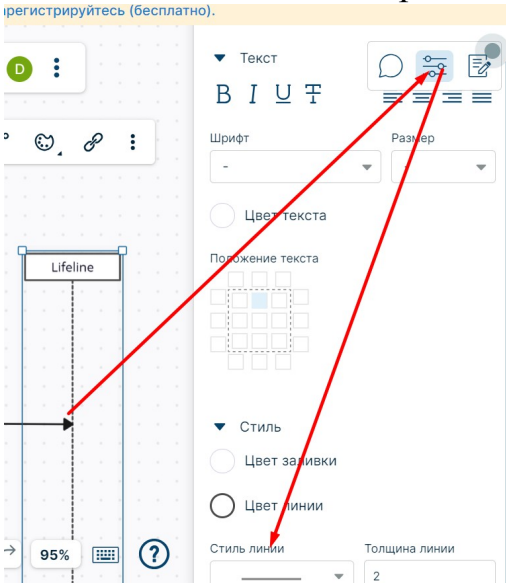 арегистрируйтесь (бесплатно).
D
Текст
B I U T
Шрифт
Размер
-
Цвет текста
Положение текста
Lifeline
Стиль
Цвет заливки
Цвет линии
95%
?
Стиль линии
Толщина линии
2